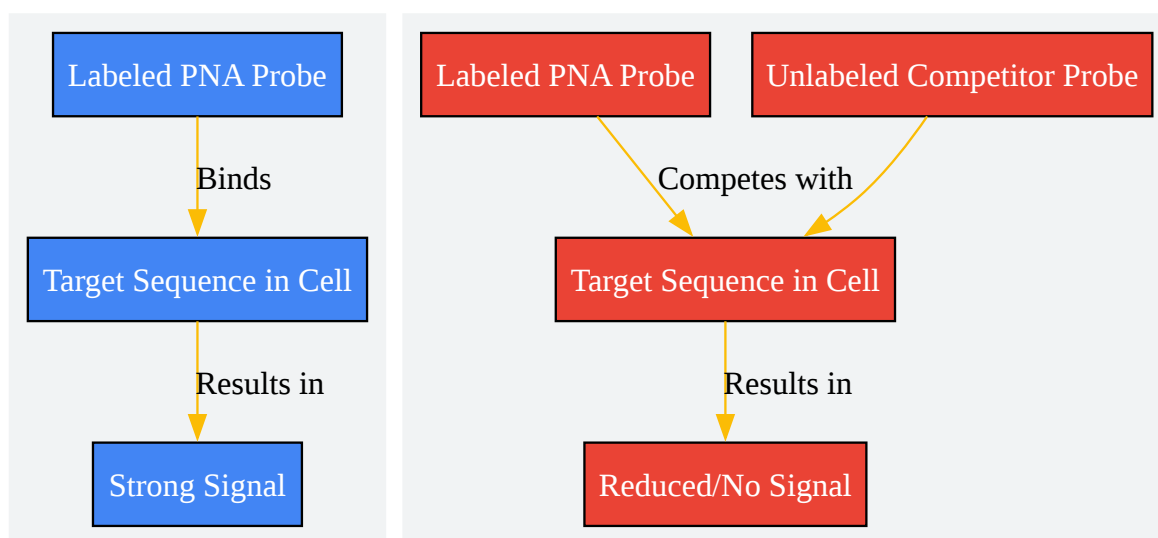 Labeled PNA Probe
Binds
Target Sequence in Cell
Results in
Strong Signal
Labeled PNA Probe
Unlabeled Competitor Probe
Competes with
Target Sequence in Cell
Results in
Reduced/No Signal